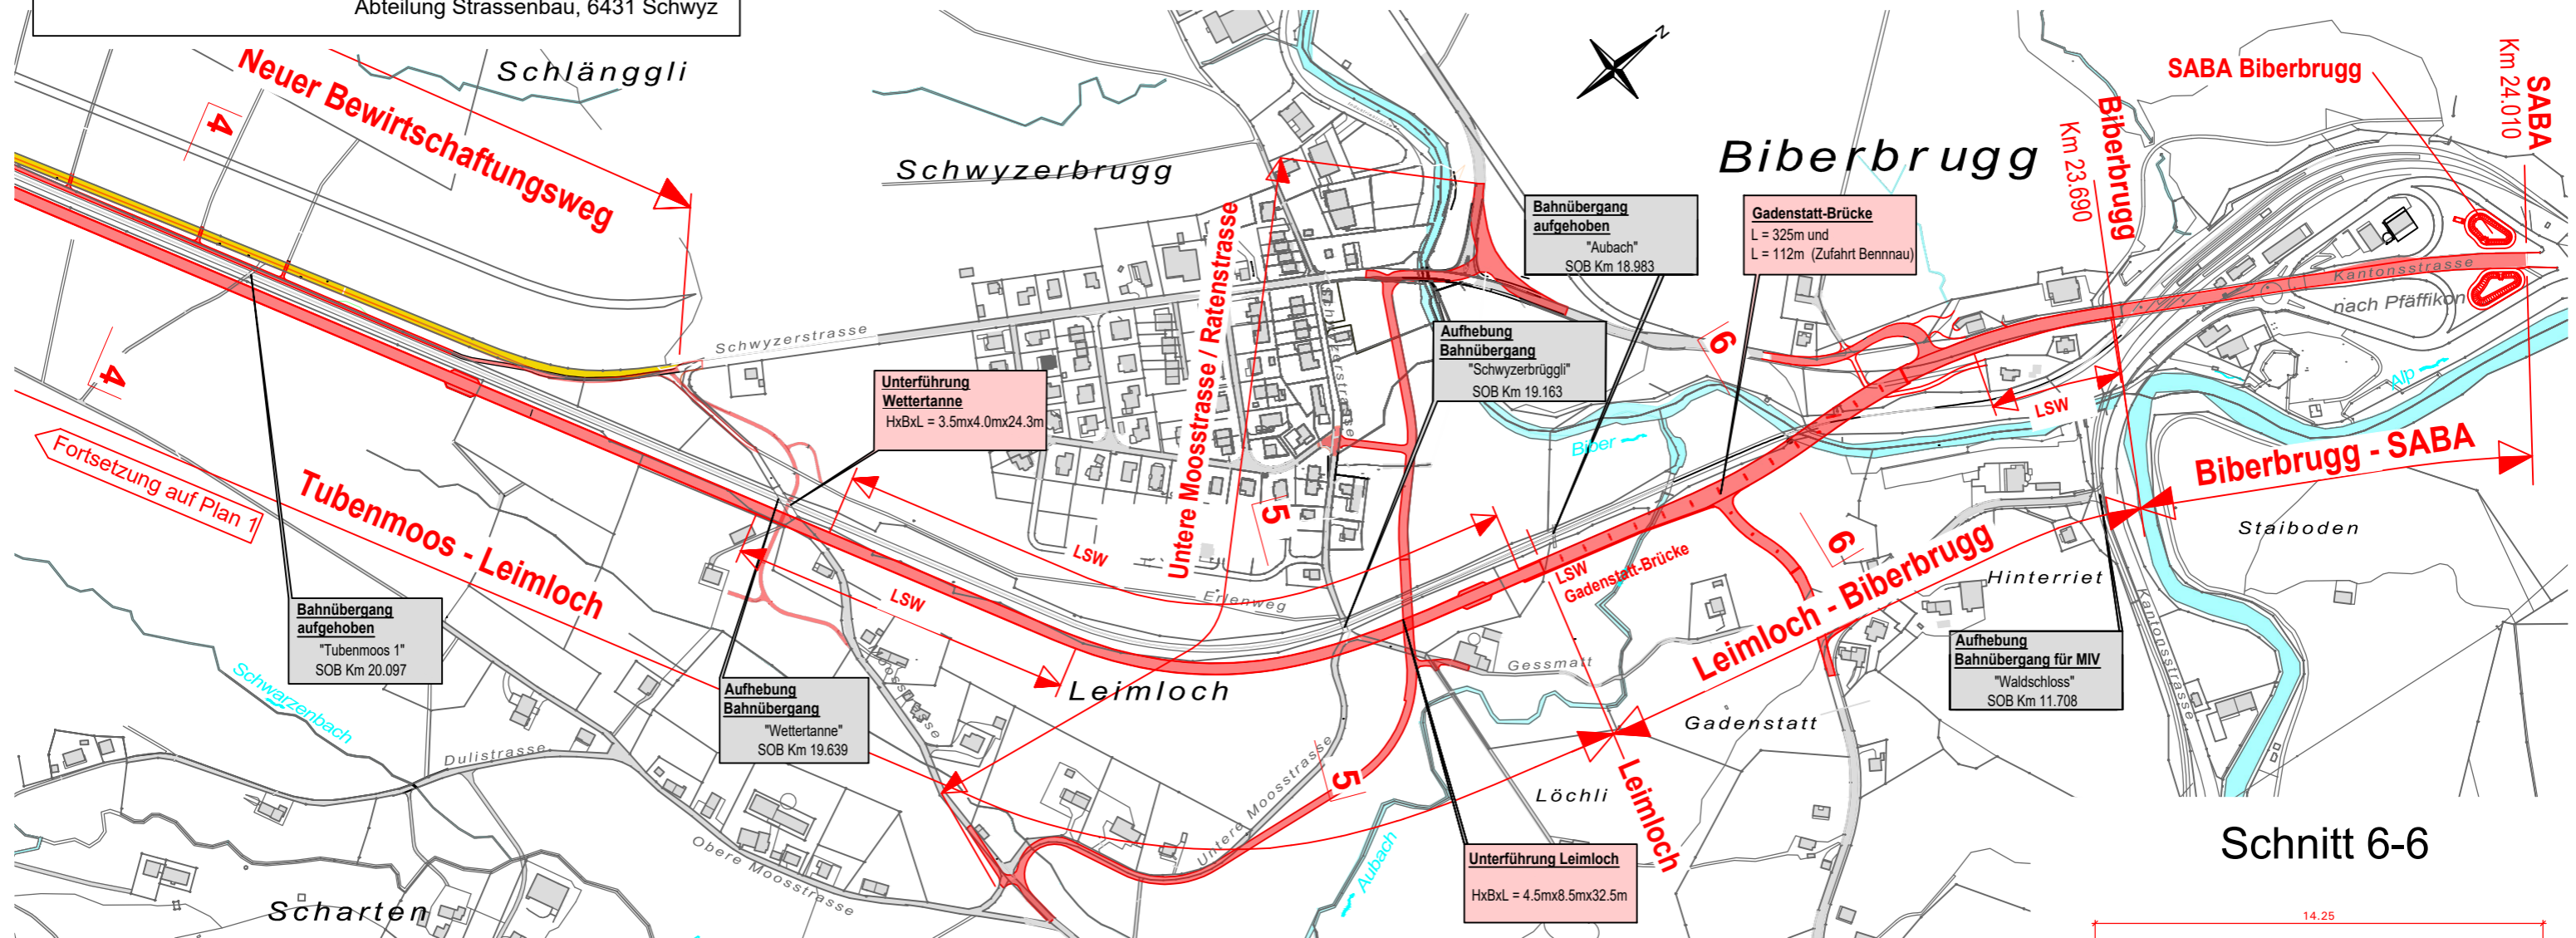 Abteilung Strassenbau, 6431 Schwyz
Neuer Bewirtschaftungsweg
Schlänggli
4
4
Schwyzerbrugg
Schwyzerstrasse
Biberbrugg
SABA Biberbrugg
SABA
Km 24.010
Biberbrugg
Km 23.690
N
Bahnübergang
aufgehoben
"Aubach"
SOB Km 18.983
Gadenstatt-Brücke
L = 325m und
L = 112m (Zufahrt Bennnau)
Kantonsstrasse
nach Pfäffikon
Aufhebung
Bahnübergang
"Schwyzerbrüggli"
SOB Km 19.163
Unterführung
Wettertanne
HxBxL = 3.5mx4.0mx24.3m
Untere Moosstrasse / Ratenstrasse
Schwyzerstrasse
6
LSW
Alp
Biber
Biberbrugg - SABA
Fortsetzung auf Plan 1
Tubenmoos - Leimloch
5
LSW
LSW
LSW
Gadenstatt-Brücke
6
Staiboden
Hinterriet
Leimloch - Biberbrugg
Kantonsstrasse
Erlenweg
Bahnübergang
aufgehoben
"Tubenmoos 1"
SOB Km 20.097
Aufhebung
Bahnübergang für MIV
"Waldschloss"
SOB Km 11.708
Schwarzenbach
Moosstrasse
Gessmatt
Leimloch
Gadenstatt
Aufhebung
Bahnübergang
"Wettertanne"
SOB Km 19.639
Dulistrasse
5
Löchli
Leimloch
Untere Moosstrasse
Obere Moosstrasse
Aubach
Unterführung Leimloch
HxBxL = 4.5mx8.5mx32.5m
Scharten
Schnitt 6-6
14.25